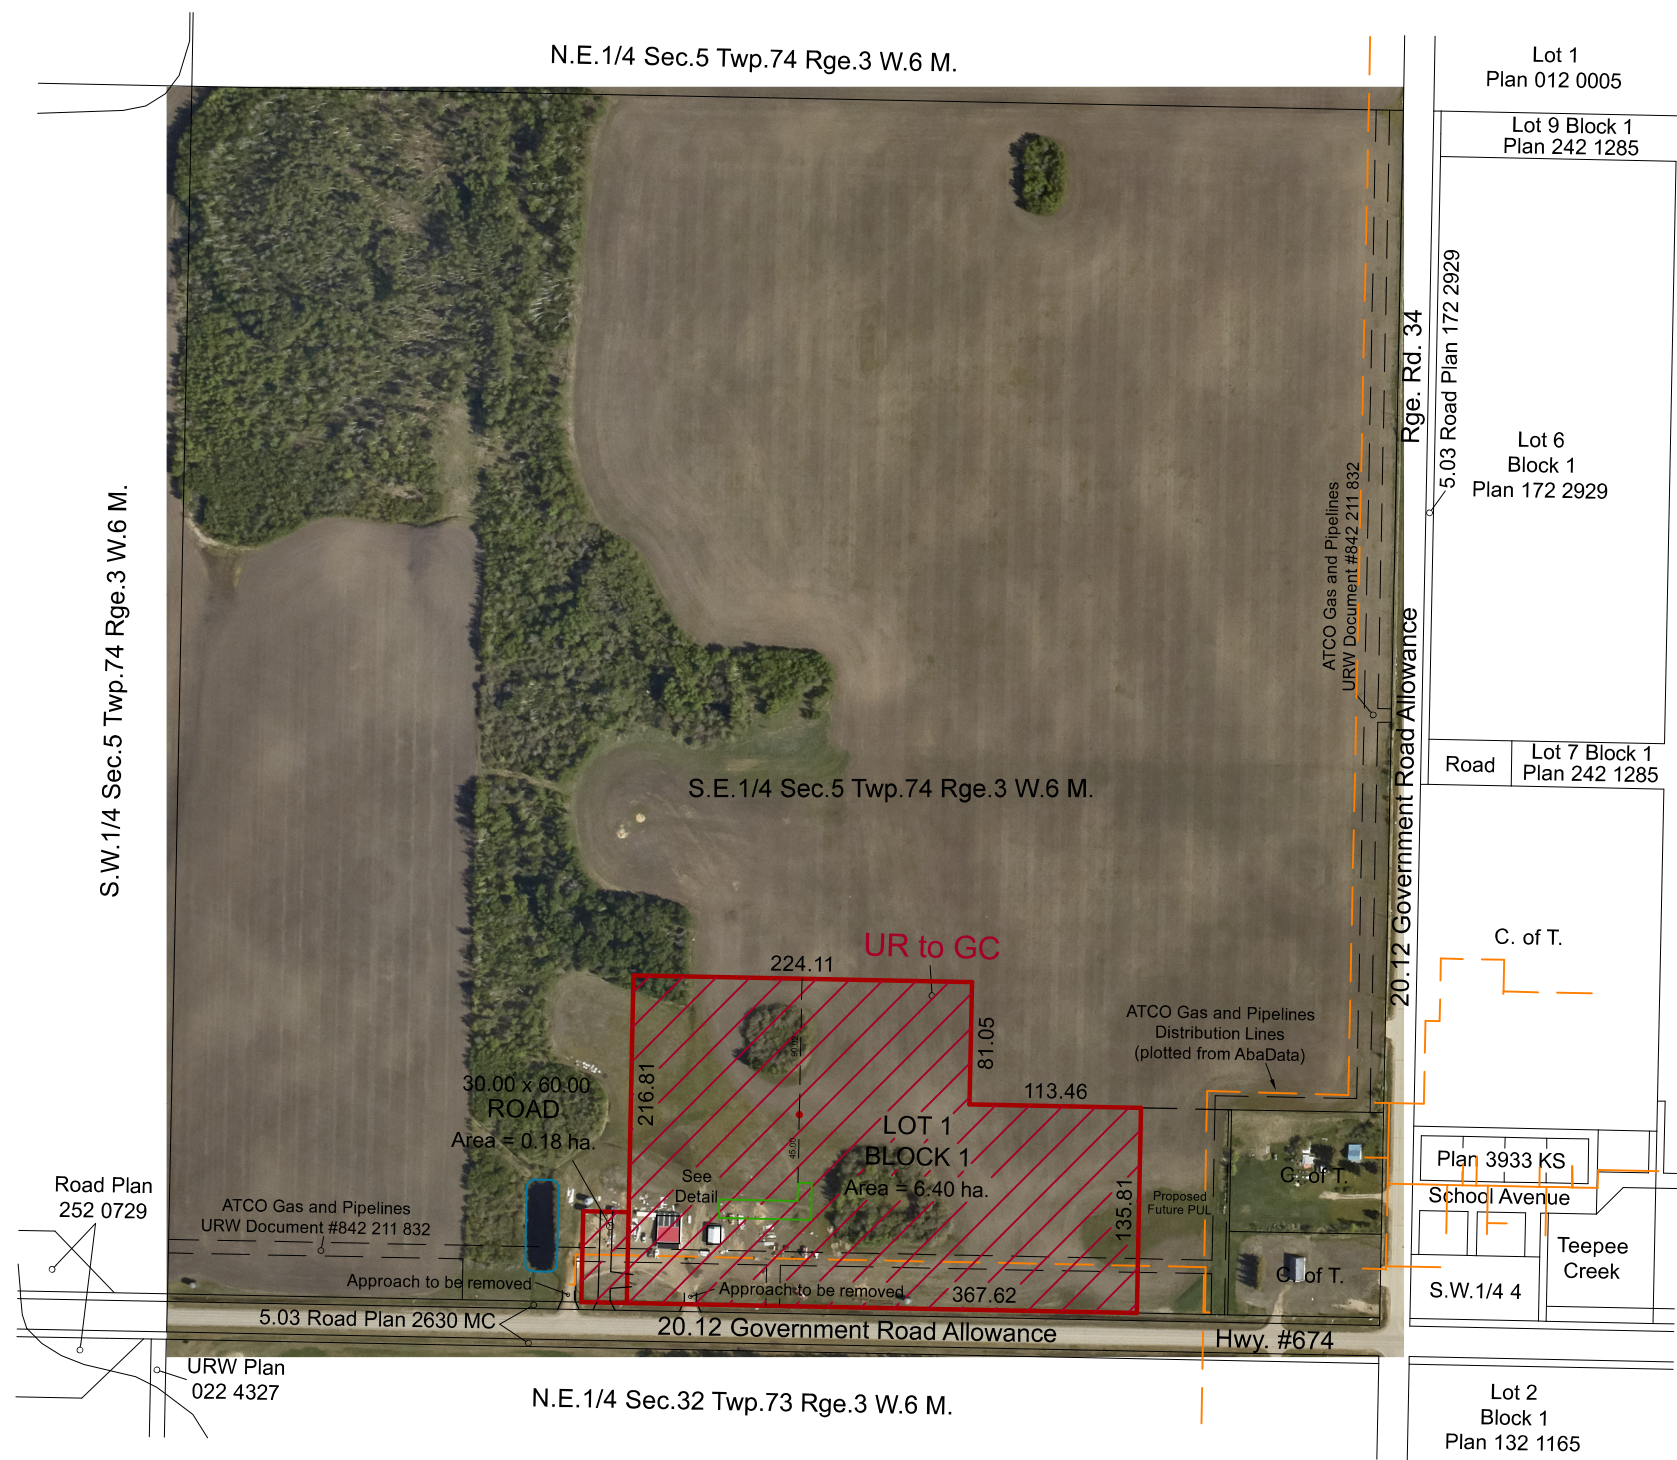 N.E.1/4 Sec.5 Twp.74 Rge.3 W.6 M.
Lot 1
Plan 012 0005
Lot 9 Block 1
Plan 242 1285
5.03 Road Plan 172 2929
Rge. Rd. 34
Lot 6
Block 1
Plan 172 2929
ATCO Gas and Pipelines
URW Document #842 211 832
S.W.1/4 Sec.5 Twp.74 Rge.3 W.6 M.
20.12 Government Road Allowance
Road
Lot 7 Block 1
Plan 242 1285
S.E.1/4 Sec.5 Twp.74 Rge.3 W.6 M.
C. of T.
UR to GC
224.11
81.05
ATCO Gas and Pipelines
Distribution Lines
(plotted from AbaData)
90.02
216.81
30.00 x 60.00
ROAD
Area = 0.18 ha.
113.46
LOT 1
BLOCK 1
Area = 6.40 ha.
45.00
See
Detail
135.81
Proposed
Future PUL
C. of T.
Plan 3933 KS
School Avenue
Road Plan
252 0729
ATCO Gas and Pipelines
URW Document #842 211 832
Approach to be removed
Approach to be removed
367.62
C. of T.
Teepee
Creek
S.W.1/4 4
5.03 Road Plan 2630 MC
20.12 Government Road Allowance
Hwy. #674
URW Plan
022 4327
N.E.1/4 Sec.32 Twp.73 Rge.3 W.6 M.
Lot 2
Block 1
Plan 132 1165